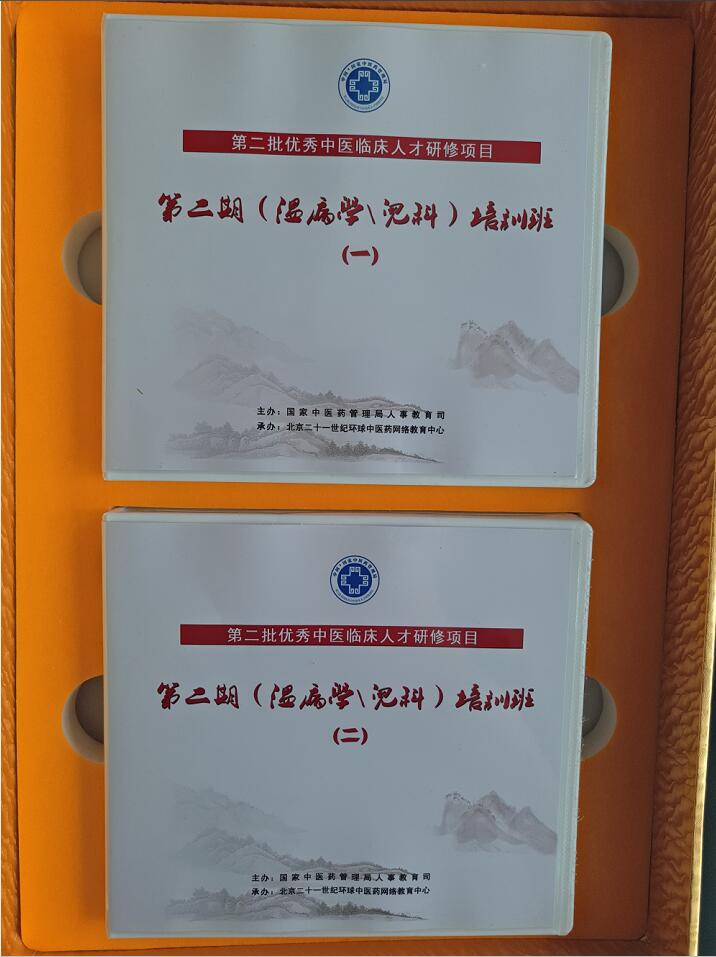 第二批优秀中医临床人才研修项目
第二期（温病学\儿科）培训班
(一)
主办：国家中医药管理局人事教育司
承办：北京二十一世纪环球中医药网络教育中心
第二批优秀中医临床人才研修项目
第二期（温病学\儿科）培训班
(二)
主办：国家中医药管理局人事教育司
承办：北京二十一世纪环球中医药网络教育中心